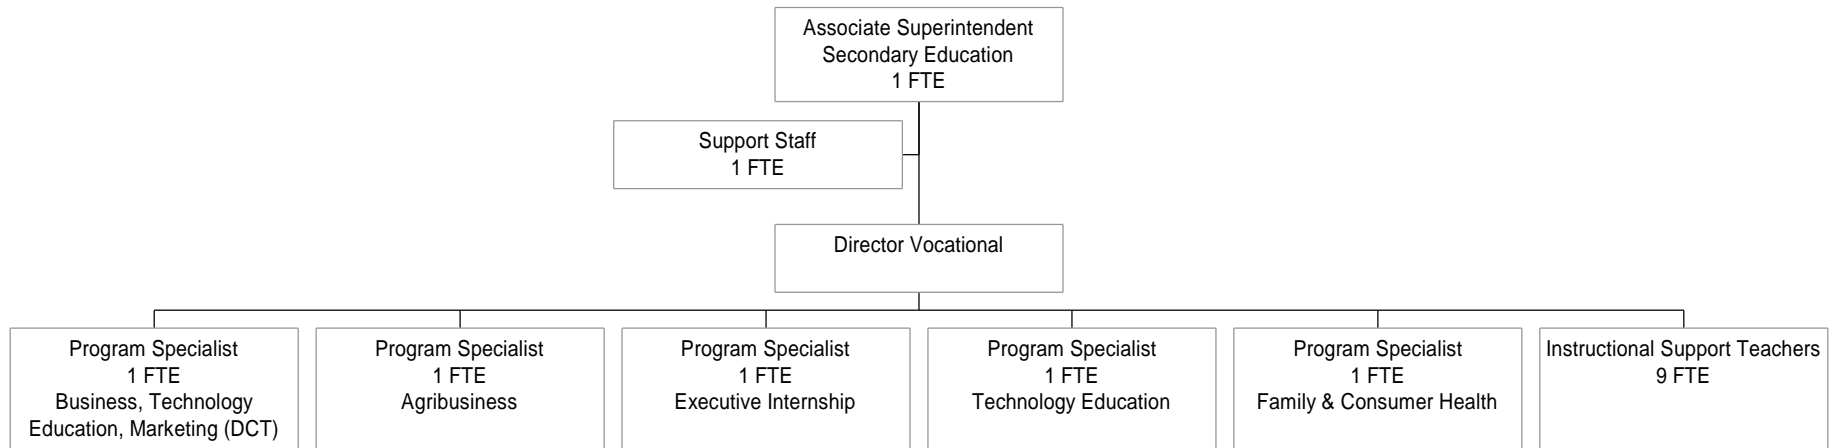 Associate Superintendent
Secondary Education
1 FTE
Support Staff
1 FTE
Director Vocational
Program Specialist
1 FTE
Business, Technology
Education, Marketing (DCT)
Program Specialist
1 FTE
Agribusiness
Program Specialist
1 FTE
Executive Internship
Program Specialist
1 FTE
Technology Education
Program Specialist
1 FTE
Family & Consumer Health
Instructional Support Teachers
9 FTE